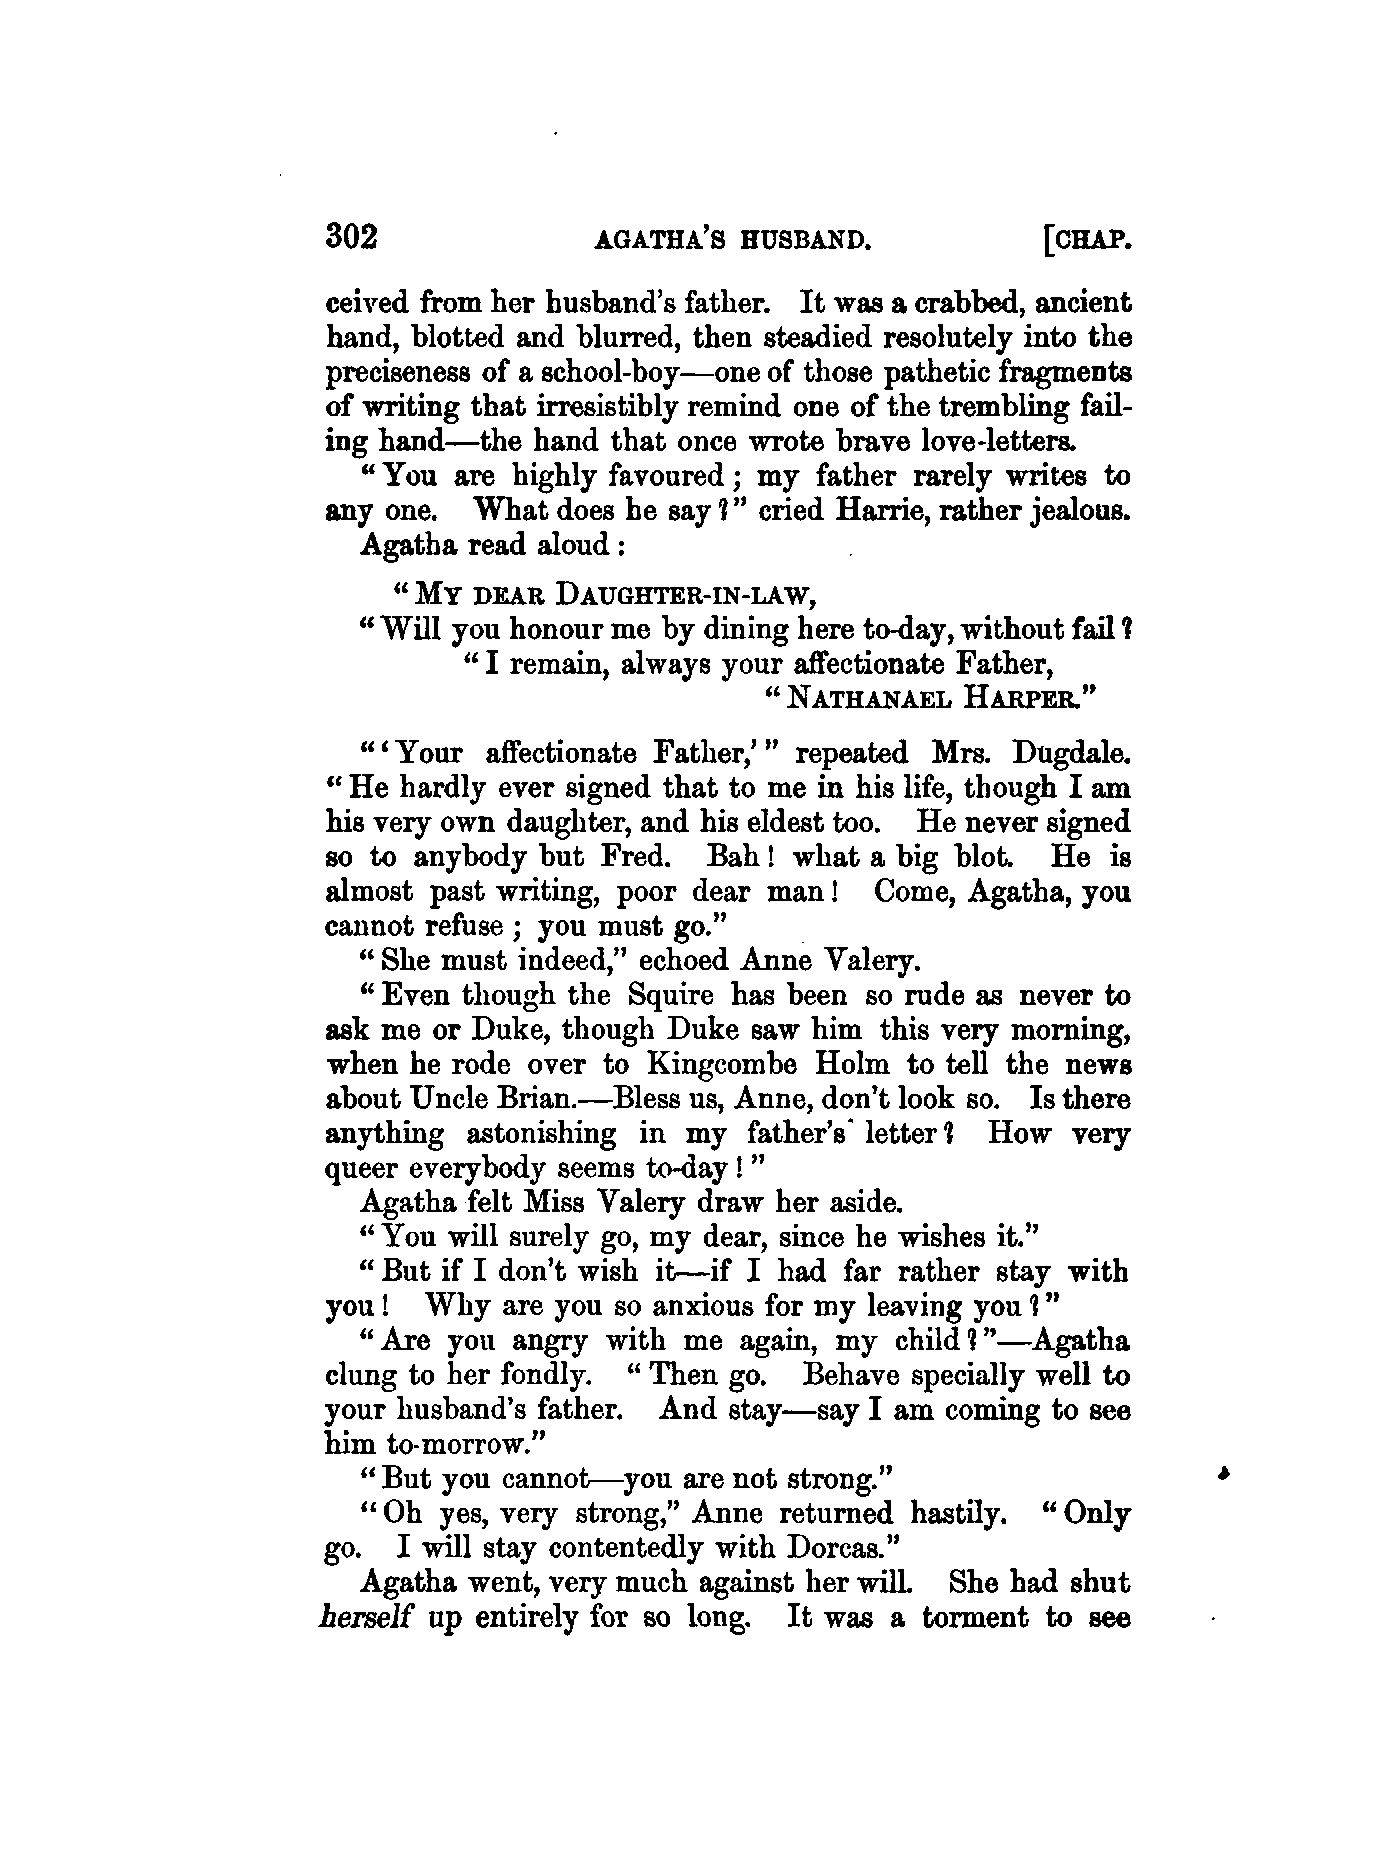 302 AGATHA'S HUSBAND. [CHAP.
ceived from her husband's father. It was a crabbed, ancient
hand, blotted and blurred, then steadied resolutely into the
preciseness of a school-boy—one of those pathetic fragments
of writing that irresistibly remind one of the trembling fail-
ing hand—the hand that once wrote brave love-letters.
"You are highly favoured; my father rarely writes to
any one. What does he say?" cried Harrie, rather jealous.
Agatha read aloud:
"MY DEAR DAUGHTER-IN-LAW,
"Will you honour me by dining here to-day, without fail?
"I remain, always your affectionate Father,
"NATHANAEL HARPER."
"'Your affectionate Father,'" repeated Mrs. Dugdale.
"He hardly ever signed that to me in his life, though I am
his very own daughter, and his eldest too. He never signed
so to anybody but Fred. Bah! what a big blot. He is
almost past writing, poor dear man! Come, Agatha, you
cannot refuse; you must go."
"She must indeed," echoed Anne Valery.
"Even though the Squire has been so rude as never to
ask me or Duke, though Duke saw him this very morning,
when he rode over to Kingcombe Holm to tell the news
about Uncle Brian.—Bless us, Anne, don't look so. Is there
anything astonishing in my father's letter? How very
queer everybody seems to-day!"
Agatha felt Miss Valery draw her aside.
"You will surely go, my dear, since he wishes it."
"But if I don't wish it—if I had far rather stay with
you! Why are you so anxious for my leaving you?"
"Are you angry with me again, my child?"—Agatha
clung to her fondly. "Then go. Behave specially well to
your husband's father. And stay—say I am coming to see
him to-morrow."
"But you cannot—you are not strong."
"Oh yes, very strong," Anne returned hastily. "Only
go. I will stay contentedly with Dorcas."
Agatha went, very much against her will. She had shut
herself up entirely for so long. It was a torment to see